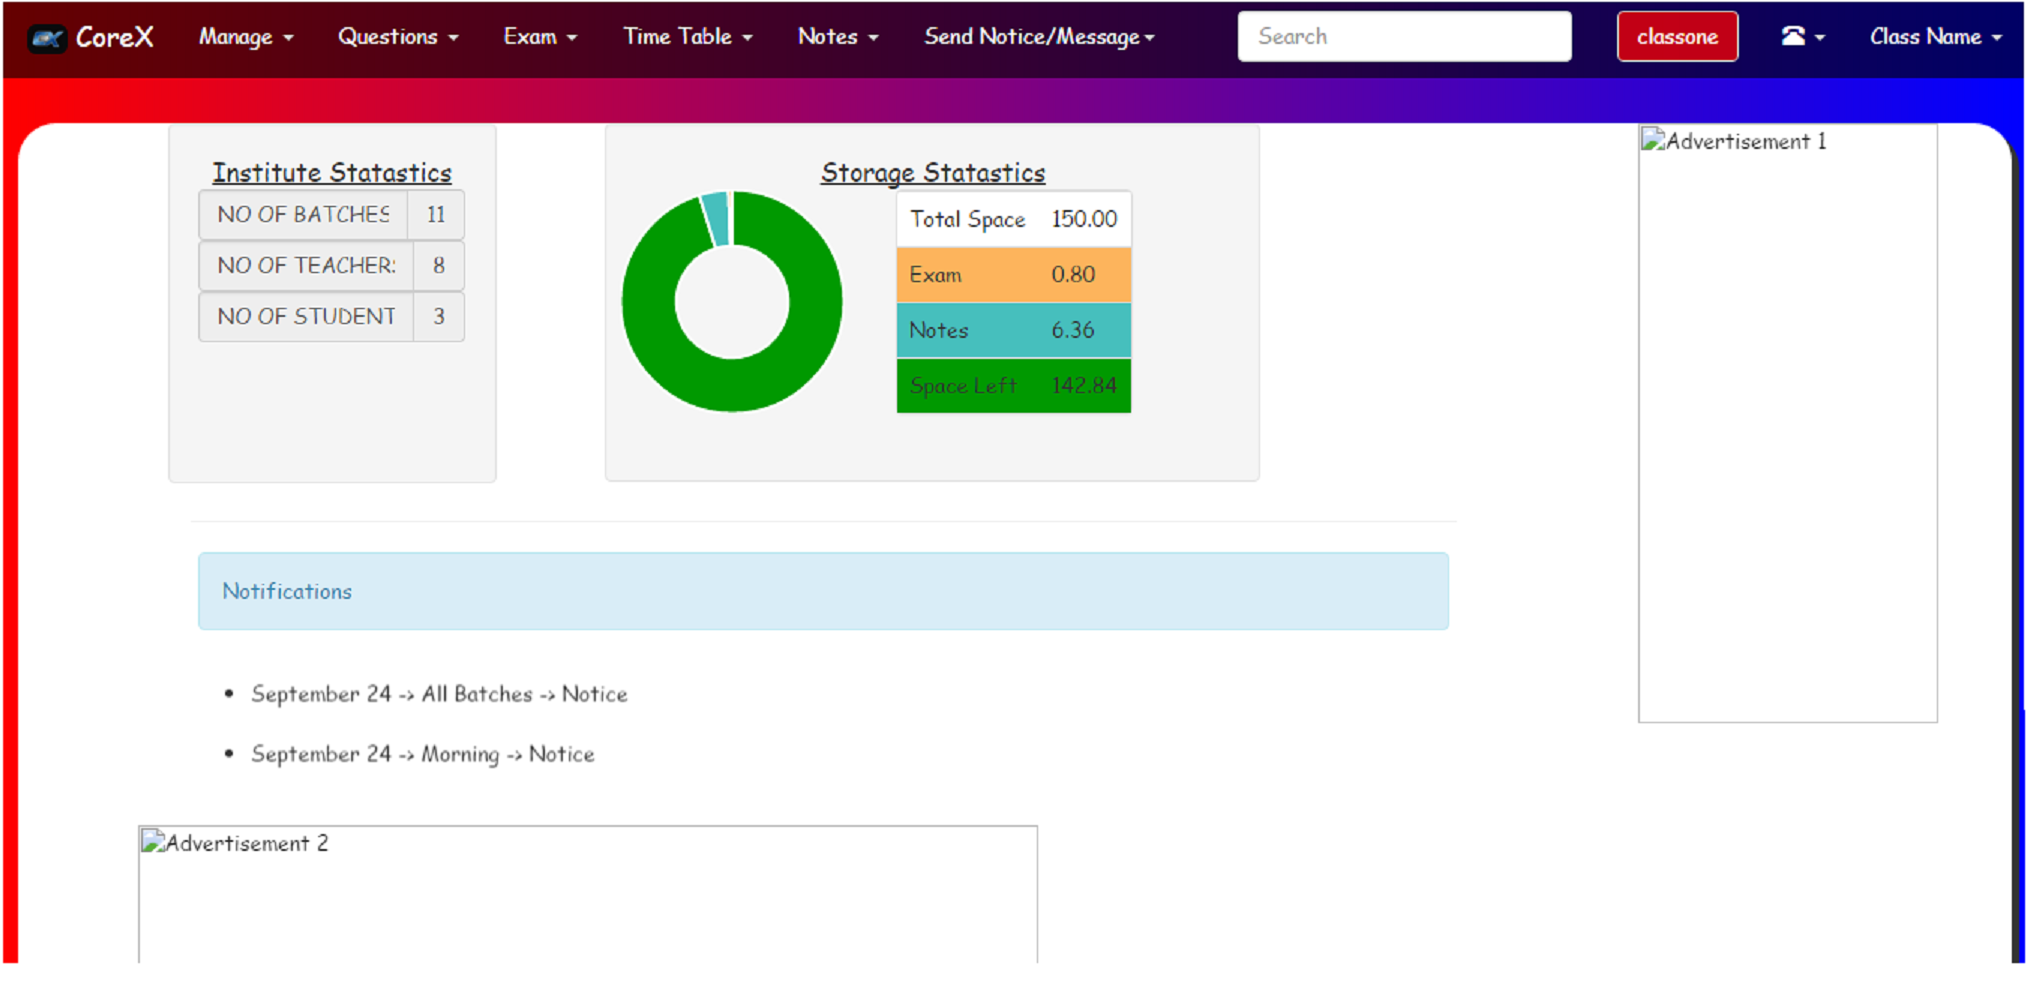 CoreX Manage Questions Exam Time Table Notes Send Notice/Message Search classone Class Name
Institute Statastics
NO OF BATCHES 11
NO OF TEACHER 8
NO OF STUDENT 3
Storage Statastics
Total Space 150.00
Exam 0.80
Notes 6.36
Space Left 142.84
Advertisement 1
Notifications
• September 24 -> All Batches -> Notice
• September 24 -> Morning -> Notice
Advertisement 2